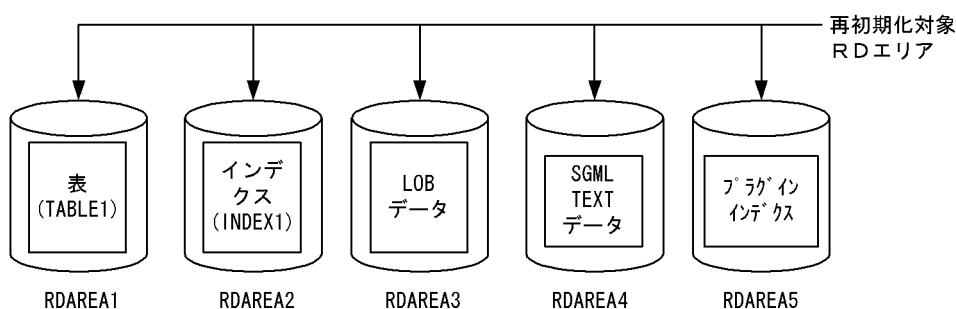 再初期化対象
ＲＤエリア
表
(TABLE1)
インデ
クス
(INDEX1)
LOB
データ
SGML
TEXT
データ
ﾌﾟﾗｸﾞｲﾝ
ｲﾝﾃﾞｸｽ
RDAREA1
RDAREA2
RDAREA3
RDAREA4
RDAREA5